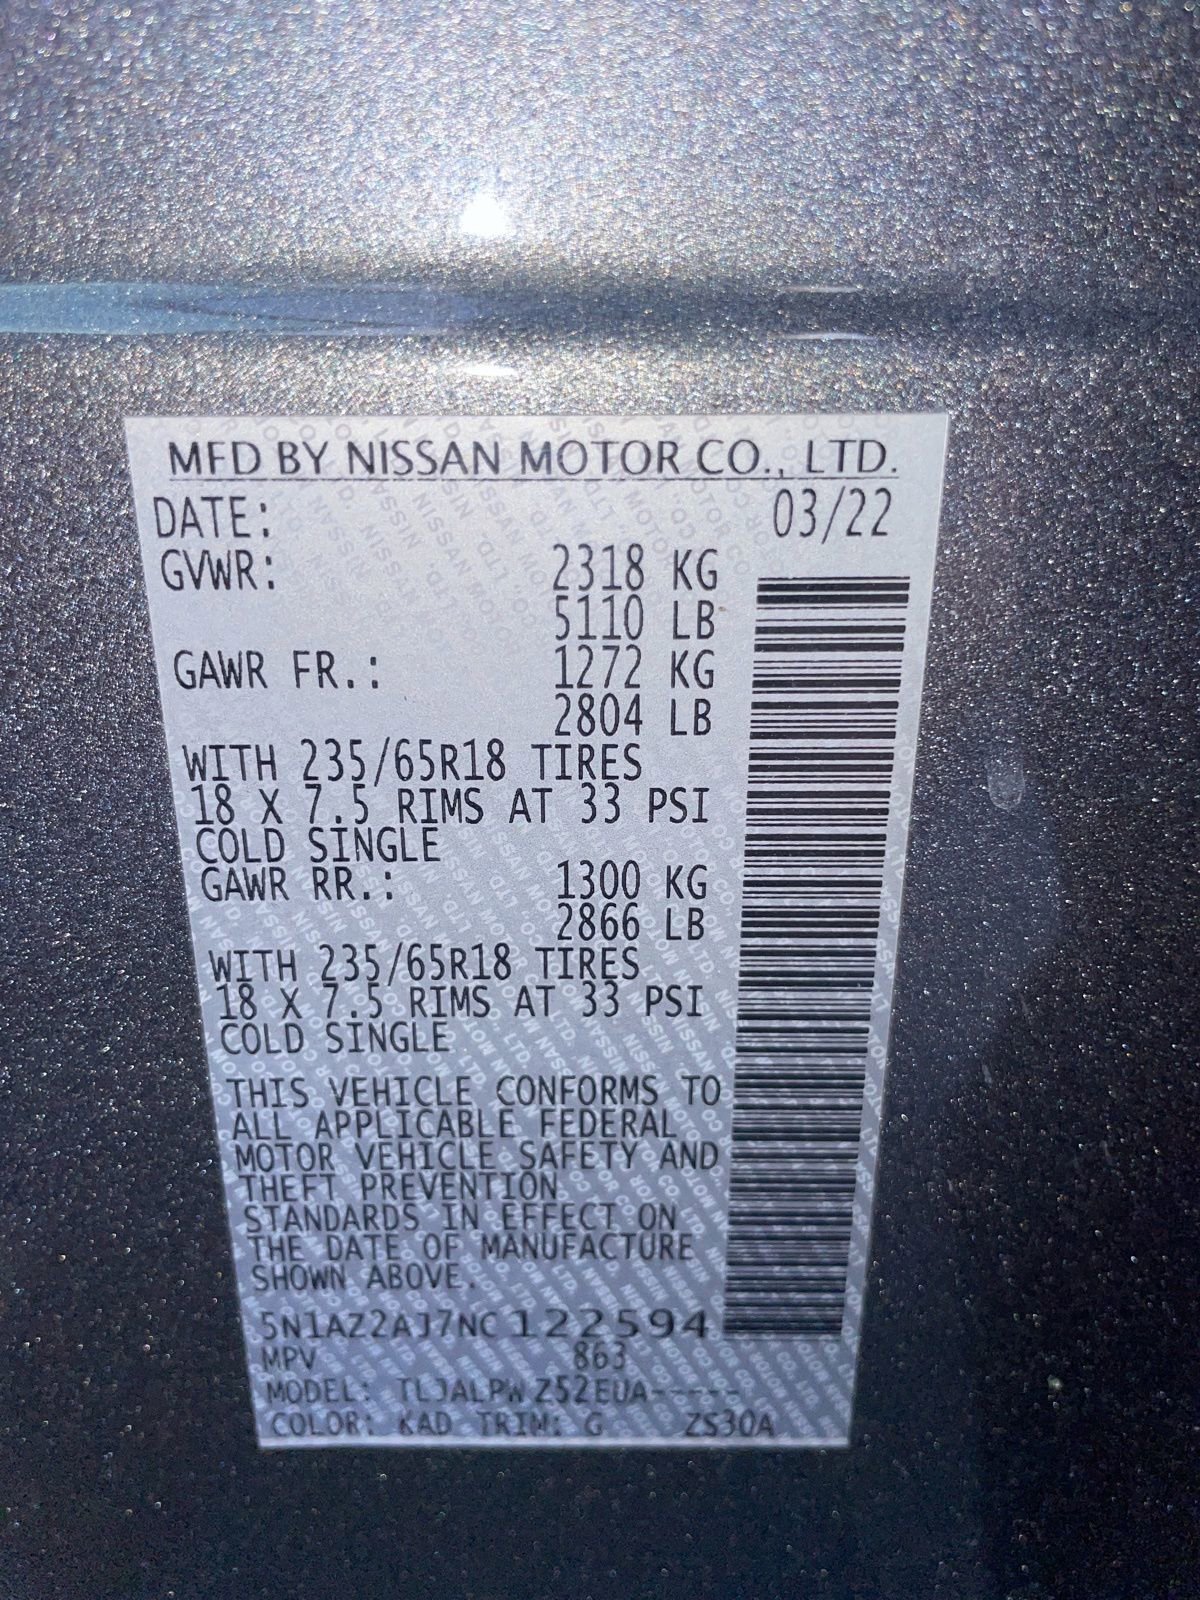 MFD BY NISSAN MOTOR CO., LTD.
DATE: 03/22
GVWR: 2318 KG
5110 LB
GAWR FR.: 1272 KG
2804 LB
WITH 235/65R18 TIRES
18 X 7.5 RIMS AT 33 PSI
COLD SINGLE
GAWR RR.: 1300 KG
2866 LB
WITH 235/65R18 TIRES
18 X 7.5 RIMS AT 33 PSI
COLD SINGLE
THIS VEHICLE CONFORMS TO
ALL APPLICABLE FEDERAL
MOTOR VEHICLE SAFETY AND
THEFT PREVENTION
STANDARDS IN EFFECT ON
THE DATE OF MANUFACTURE
SHOWN ABOVE.
5N1AZ2AJ7NC122594
MPV 863
MODEL: TLJALPW Z52EUA-----
COLOR: KAD TRIM: G ZS30A